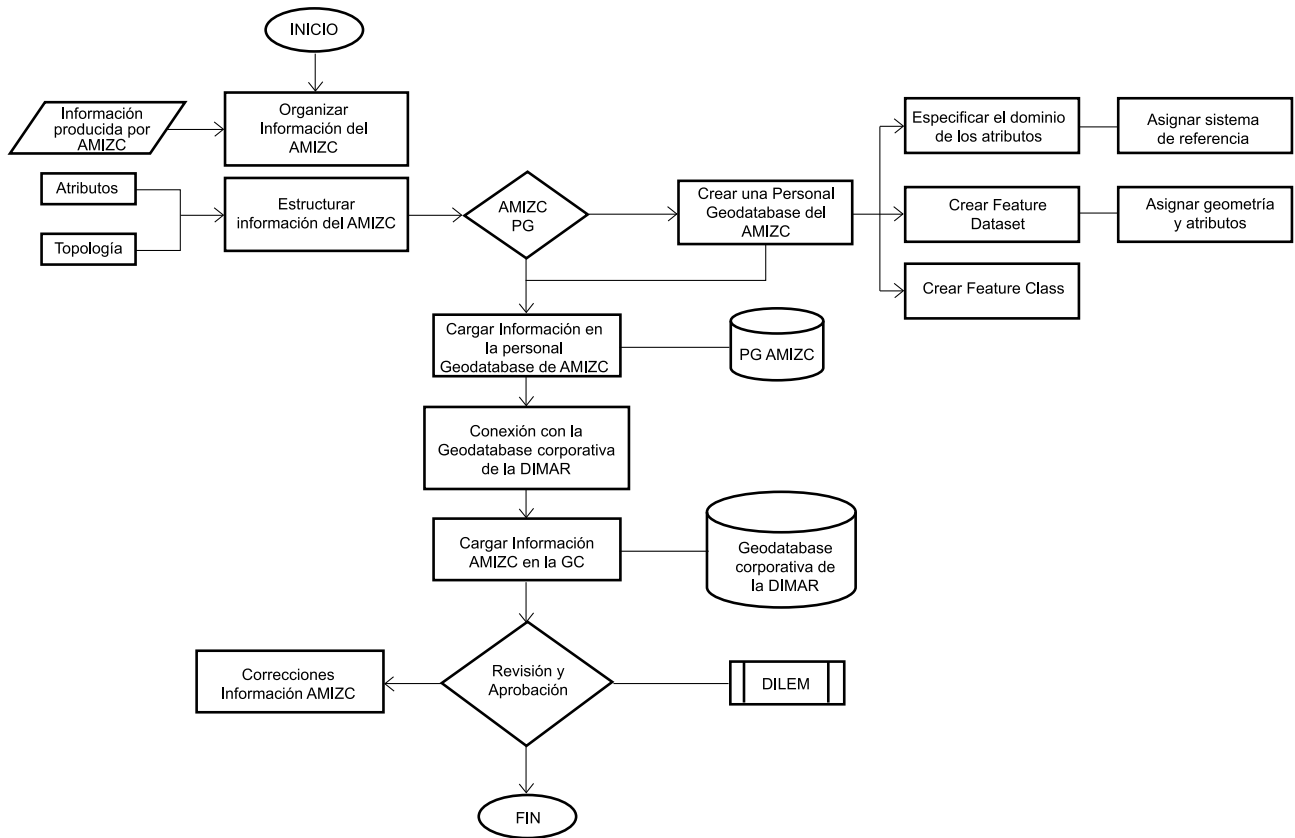 INICIO
Información
producida por
AMIZC
Organizar
Información del
AMIZC
Especificar el dominio
de los atributos
Asignar sistema
de referencia
Atributos
Topología
Estructurar
información del AMIZC
AMIZC
PG
Crear una Personal
Geodatabase del
AMIZC
Crear Feature
Dataset
Asignar geometría
y atributos
Crear Feature Class
Cargar Información en
la personal
Geodatabase de AMIZC
PG AMIZC
Conexión con la
Geodatabase corporativa
de la DIMAR
Cargar Información
AMIZC en la GC
Geodatabase
corporativa de
la DIMAR
Correcciones
Información AMIZC
Revisión y
Aprobación
DILEM
FIN